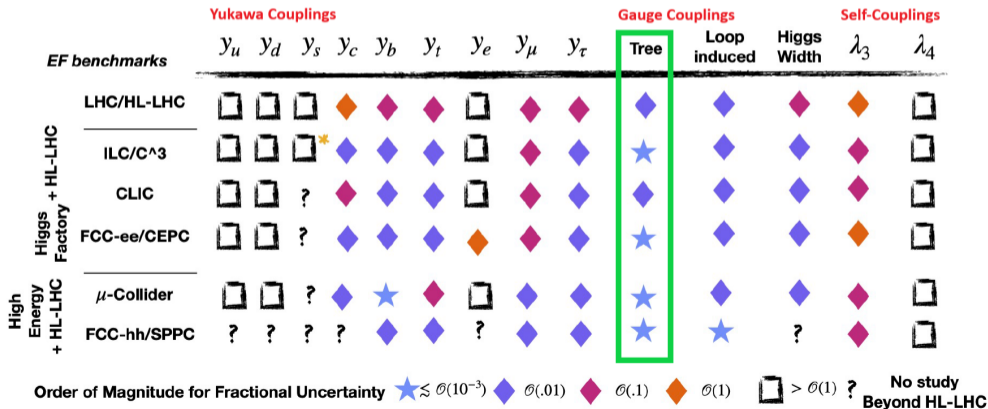 Yukawa Couplings Gauge Couplings Self-Couplings
EF benchmarks y_u y_d y_s y_c y_b y_t y_e y_μ y_τ Tree Loop induced Higgs Width λ_3 λ_4
LHC/HL-LHC
Higgs Factory + HL-LHC
ILC/C^3 *
CLIC ?
FCC-ee/CEPC ?
High Energy + HL-LHC
μ-Collider ?
FCC-hh/SPPC ? ? ? ? ? ?
Order of Magnitude for Fractional Uncertainty ≲ 𝒪(10⁻³) 𝒪(.01) 𝒪(.1) 𝒪(1) > 𝒪(1) ? No study Beyond HL-LHC